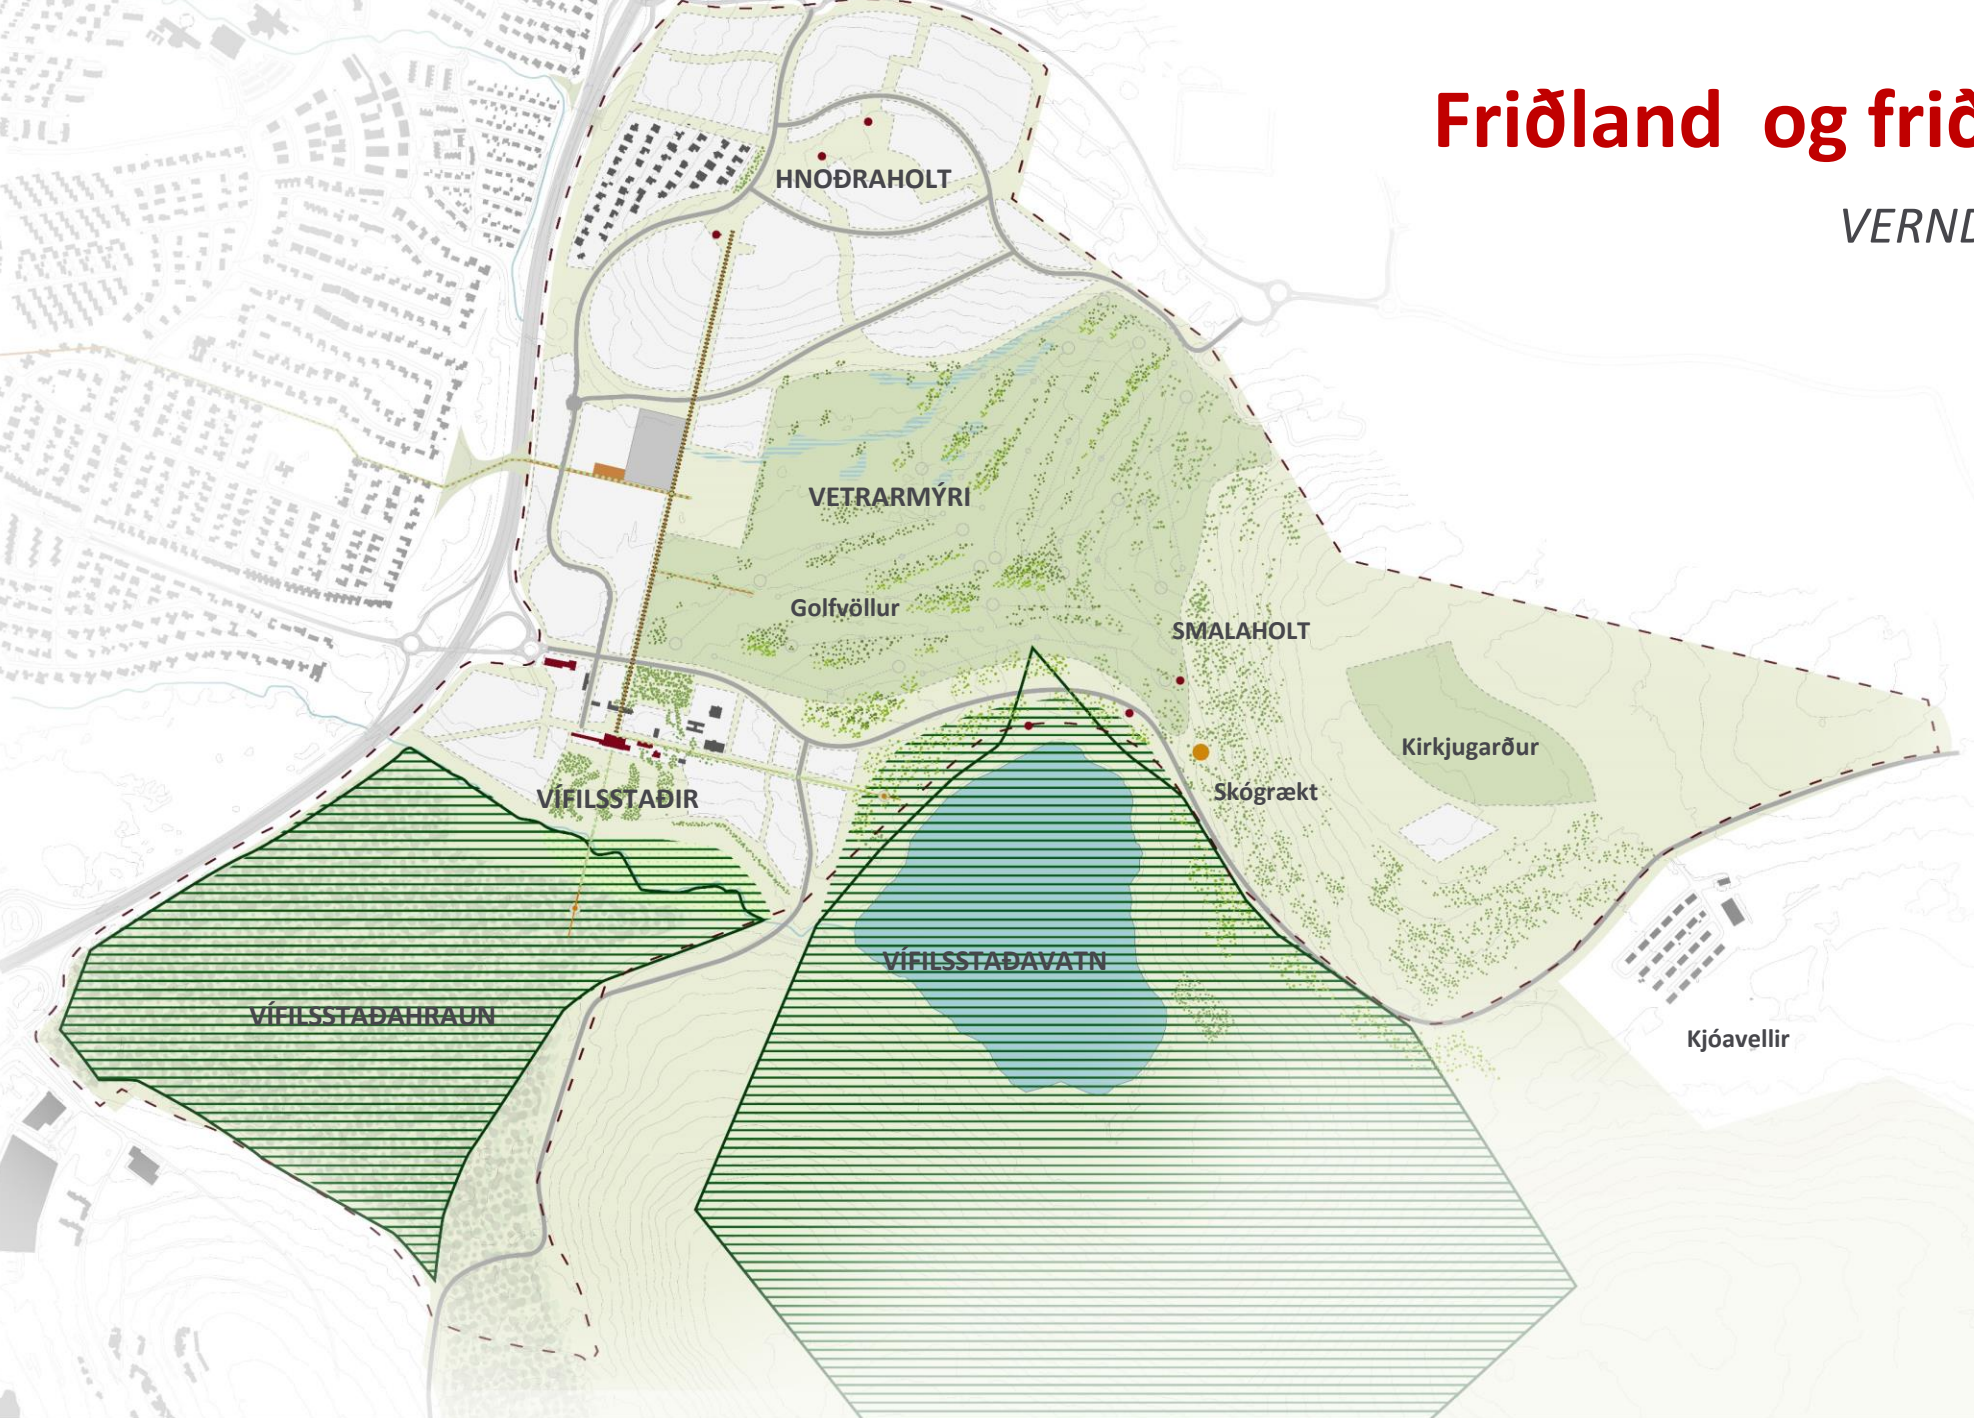 Friðland og frið
VERND
HNOÐRAHOLT
VETRARMÝRI
Golfvöllur
SMALAHOLT
Kirkjugarður
Skógrækt
VÍFILSSTAÐIR
VÍFILSSTAÐAVATN
VÍFILSSTAÐAHRAUN
Kjóavellir